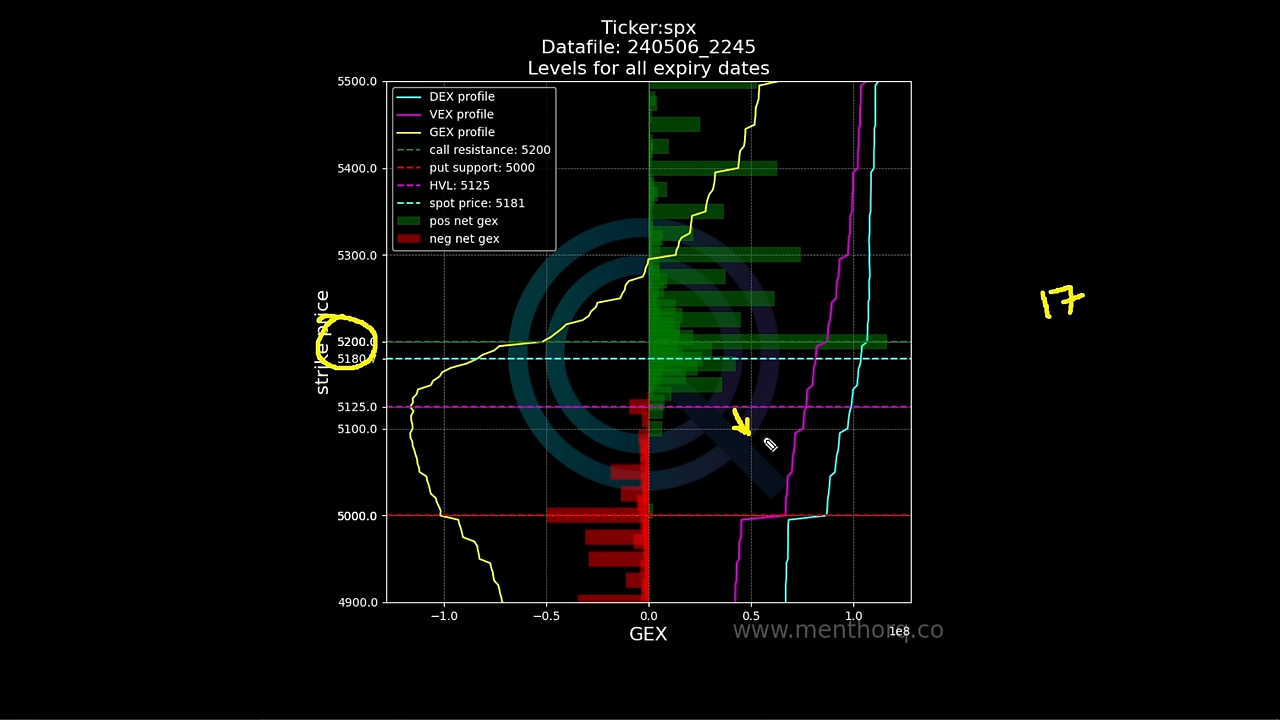 Ticker:spx
Datafile: 240506_2245
Levels for all expiry dates
5500.0
DEX profile
VEX profile
GEX profile
call resistance: 5200
put support: 5000
HVL: 5125
spot price: 5181
pos net gex
neg net gex
5400.0
5300.0
17
strike price
5200.0
5180.
5125.0
5100.0
5000.0
4900.0
−1.0 −0.5 0.0 0.5 1.0
1e8
GEX
www.menthorq.co